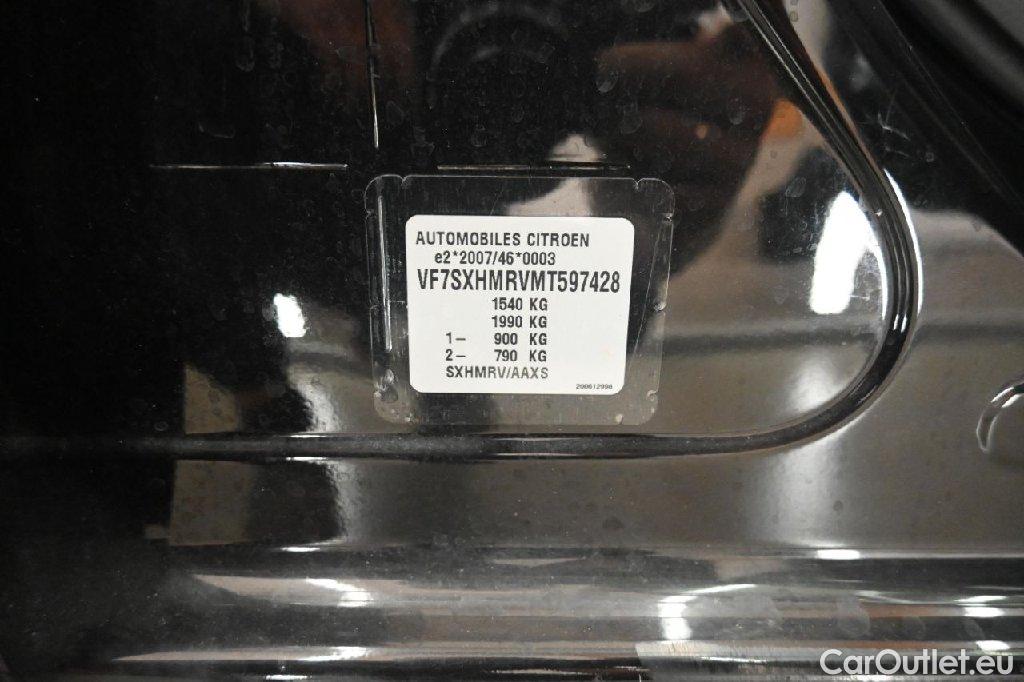 AUTOMOBILES CITROEN
e2*2007/46*0003
VF7SXHMRVMT597428
1540 KG
1990 KG
1– 900 KG
2– 790 KG
SXHMRV/AAXS
CarOutlet.eu